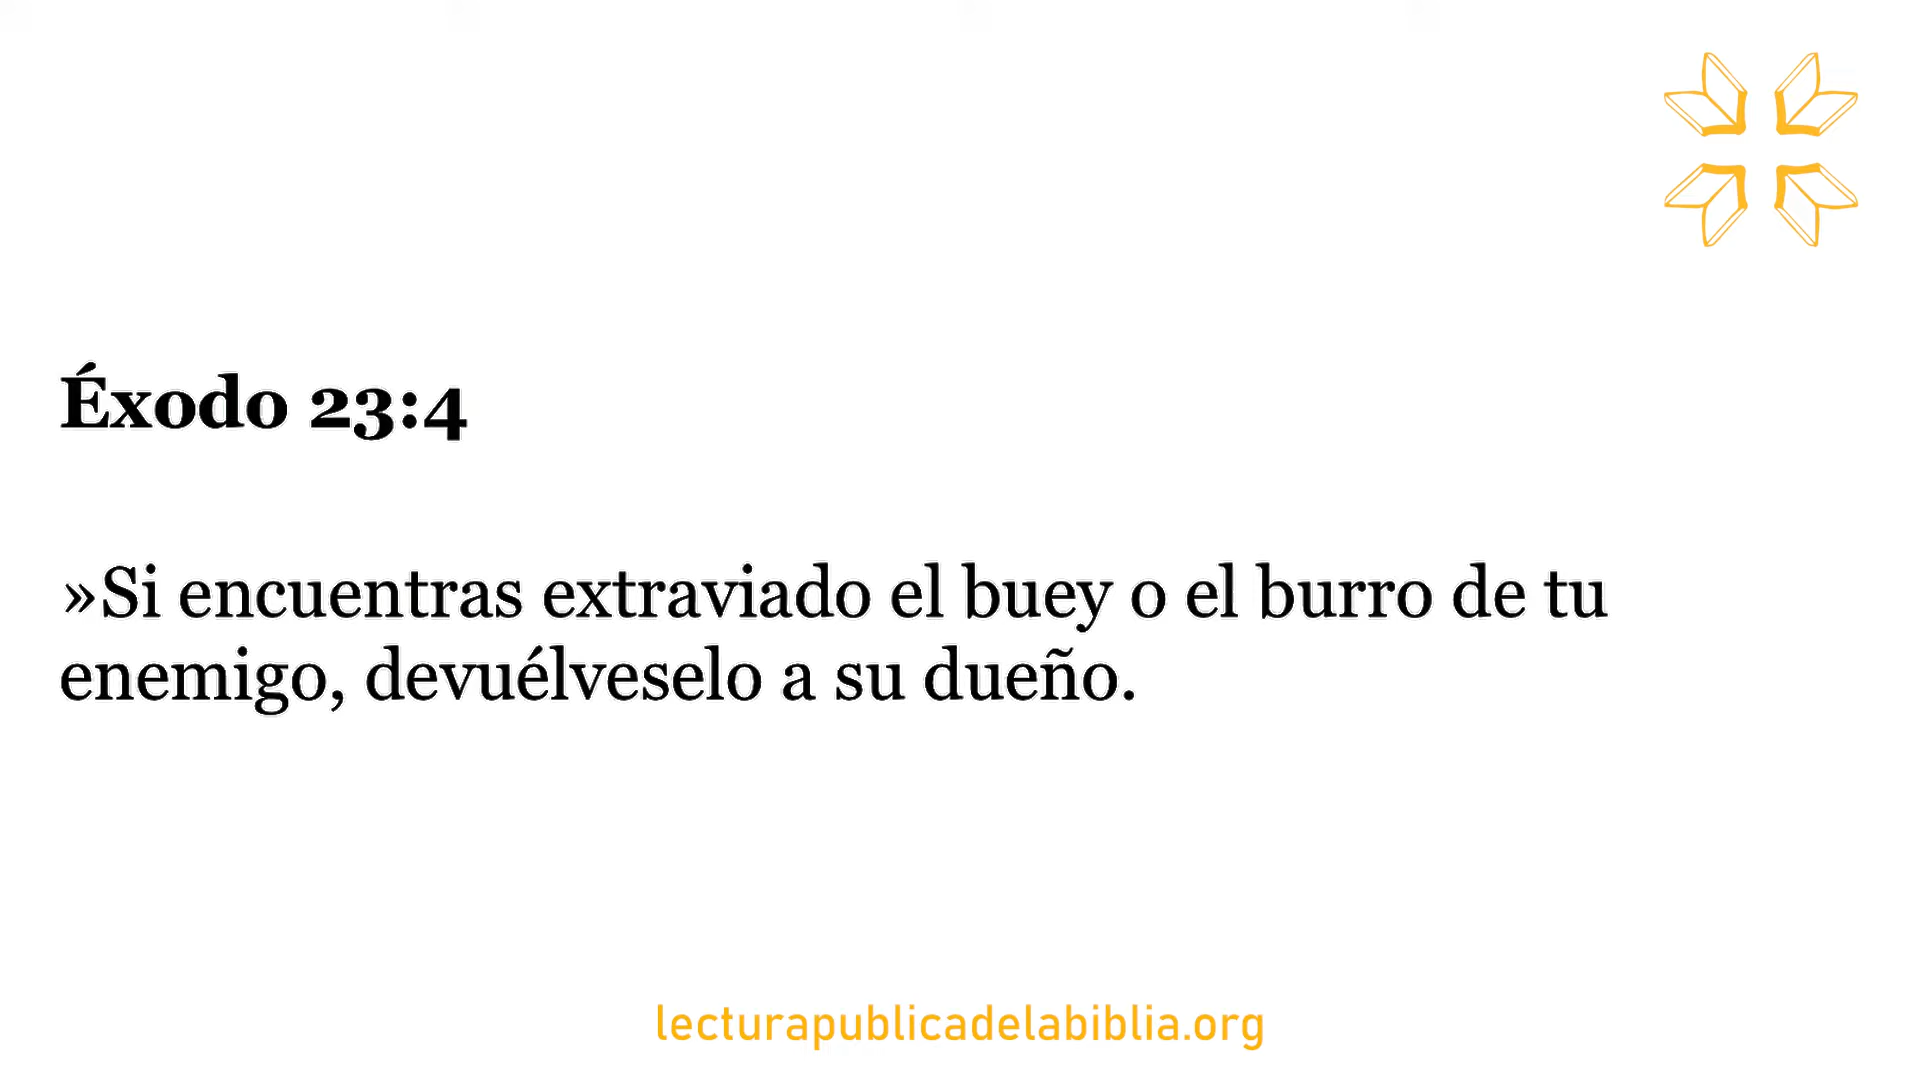 Éxodo 23:4
»Si encuentras extraviado el buey o el burro de tu
enemigo, devuélveselo a su dueño.
lecturapublicadelabiblia.org